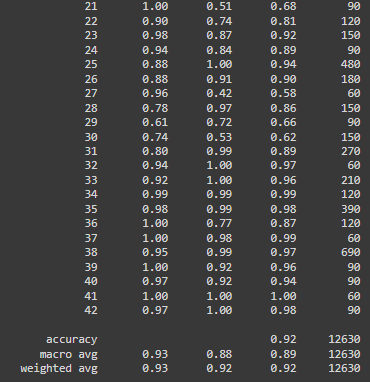 21 1.00 0.51 0.68 90
22 0.90 0.74 0.81 120
23 0.98 0.87 0.92 150
24 0.94 0.84 0.89 90
25 0.88 1.00 0.94 480
26 0.88 0.91 0.90 180
27 0.96 0.42 0.58 60
28 0.78 0.97 0.86 150
29 0.61 0.72 0.66 90
30 0.74 0.53 0.62 150
31 0.80 0.99 0.89 270
32 0.94 1.00 0.97 60
33 0.92 1.00 0.96 210
34 0.99 0.99 0.99 120
35 0.98 0.99 0.98 390
36 1.00 0.77 0.87 120
37 1.00 0.98 0.99 60
38 0.95 0.99 0.97 690
39 1.00 0.92 0.96 90
40 0.97 0.92 0.94 90
41 1.00 1.00 1.00 60
42 0.97 1.00 0.98 90
accuracy 0.92 12630
macro avg 0.93 0.88 0.89 12630
weighted avg 0.93 0.92 0.92 12630